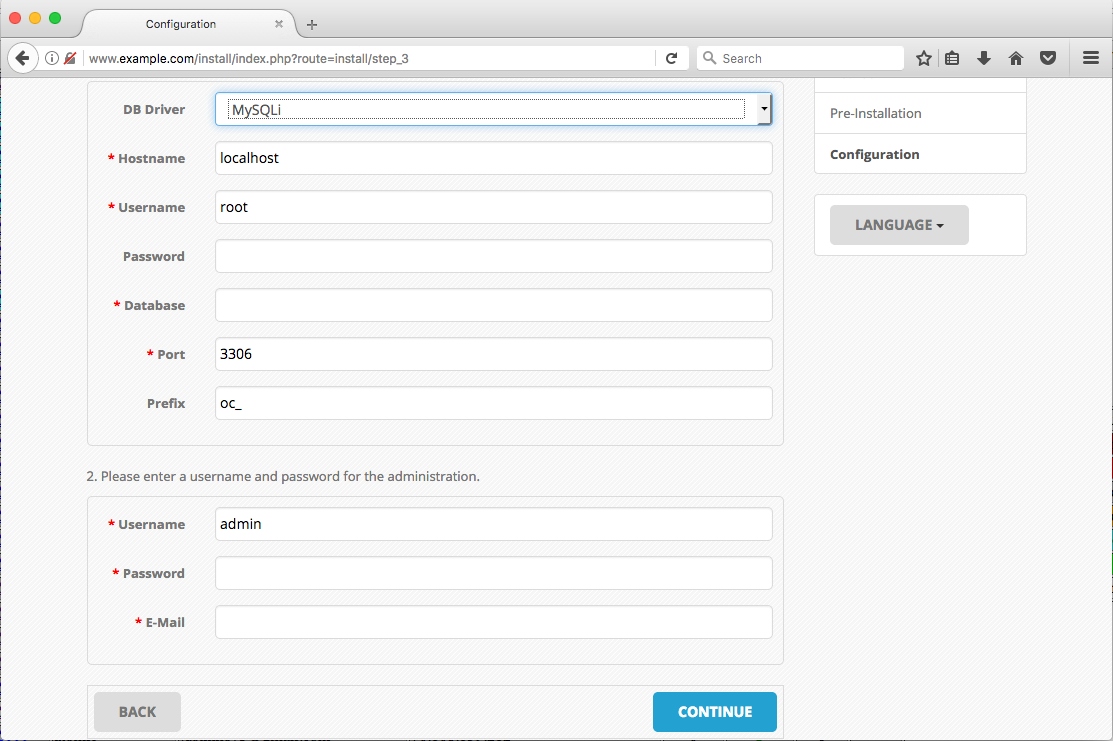 Configuration
www.example.com/install/index.php?route=install/step_3
Search
DB Driver
MySQLi
* Hostname
localhost
* Username
root
Password
* Database
* Port
3306
Prefix
oc_
Pre-Installation
Configuration
LANGUAGE
2. Please enter a username and password for the administration.
* Username
admin
* Password
* E-Mail
BACK
CONTINUE